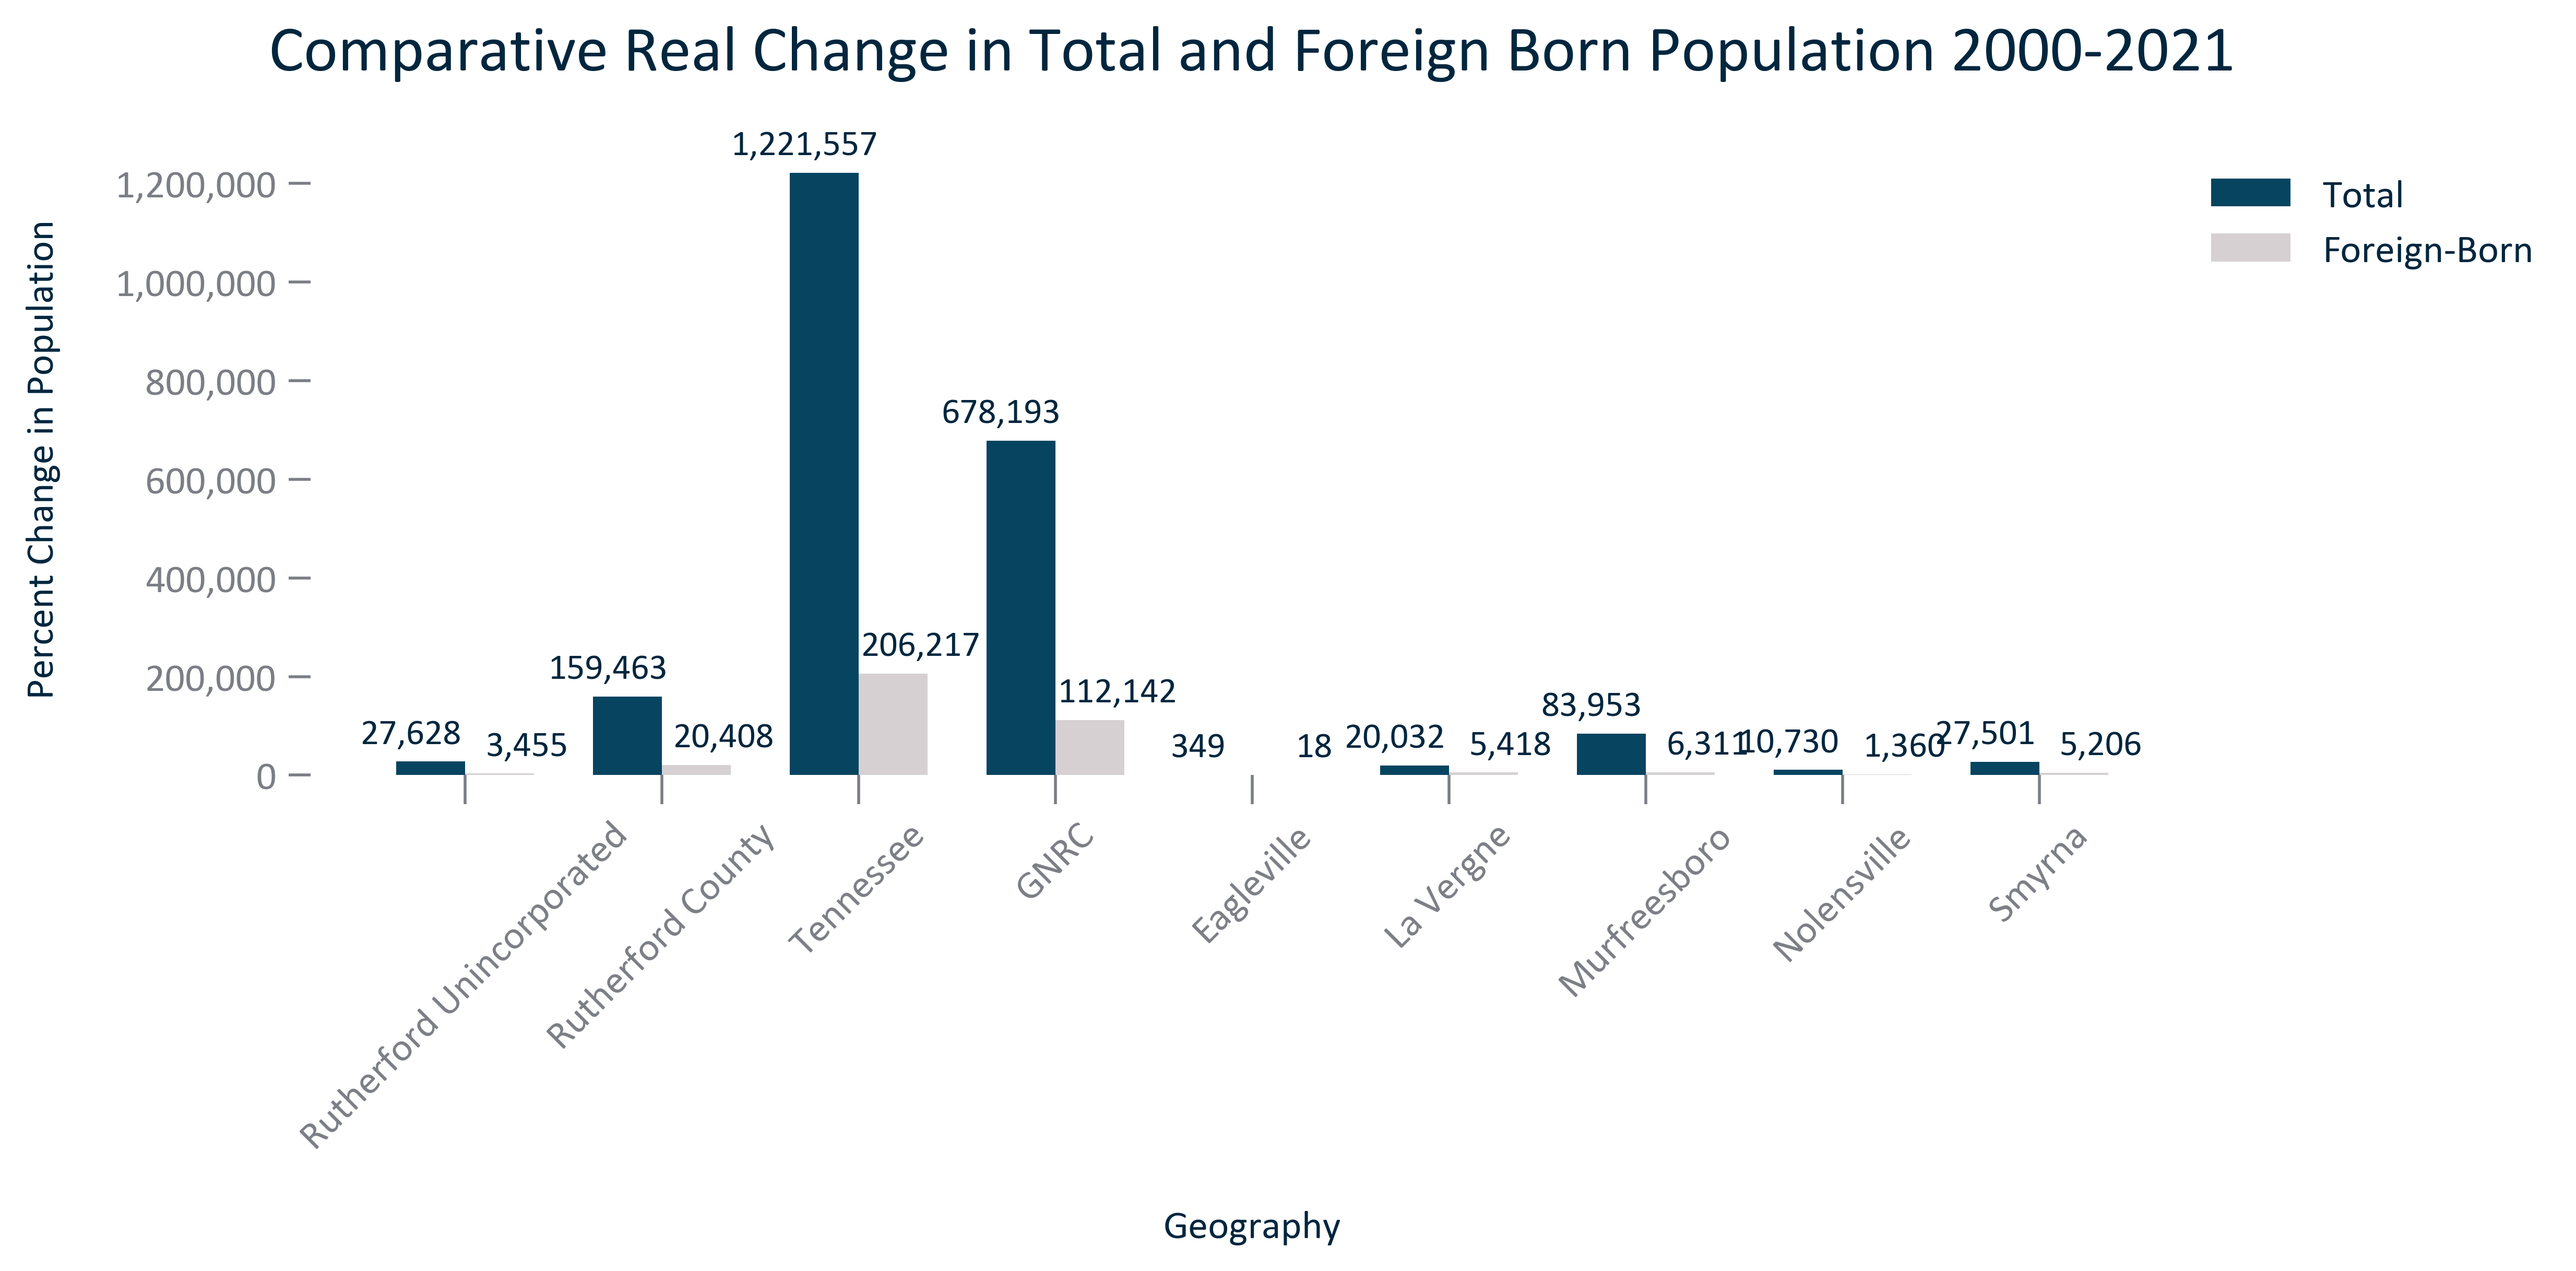 Comparative Real Change in Total and Foreign Born Population 2000-2021
Percent Change in Population
1,200,000
1,000,000
800,000
600,000
400,000
200,000
0
27,628
3,455
159,463
20,408
1,221,557
206,217
678,193
112,142
349
18
20,032
5,418
83,953
6,311
10,730
1,360
27,501
5,206
Total
Foreign-Born
Rutherford Unincorporated
Rutherford County
Tennessee
GNRC
Eagleville
La Vergne
Murfreesboro
Nolensville
Smyrna
Geography